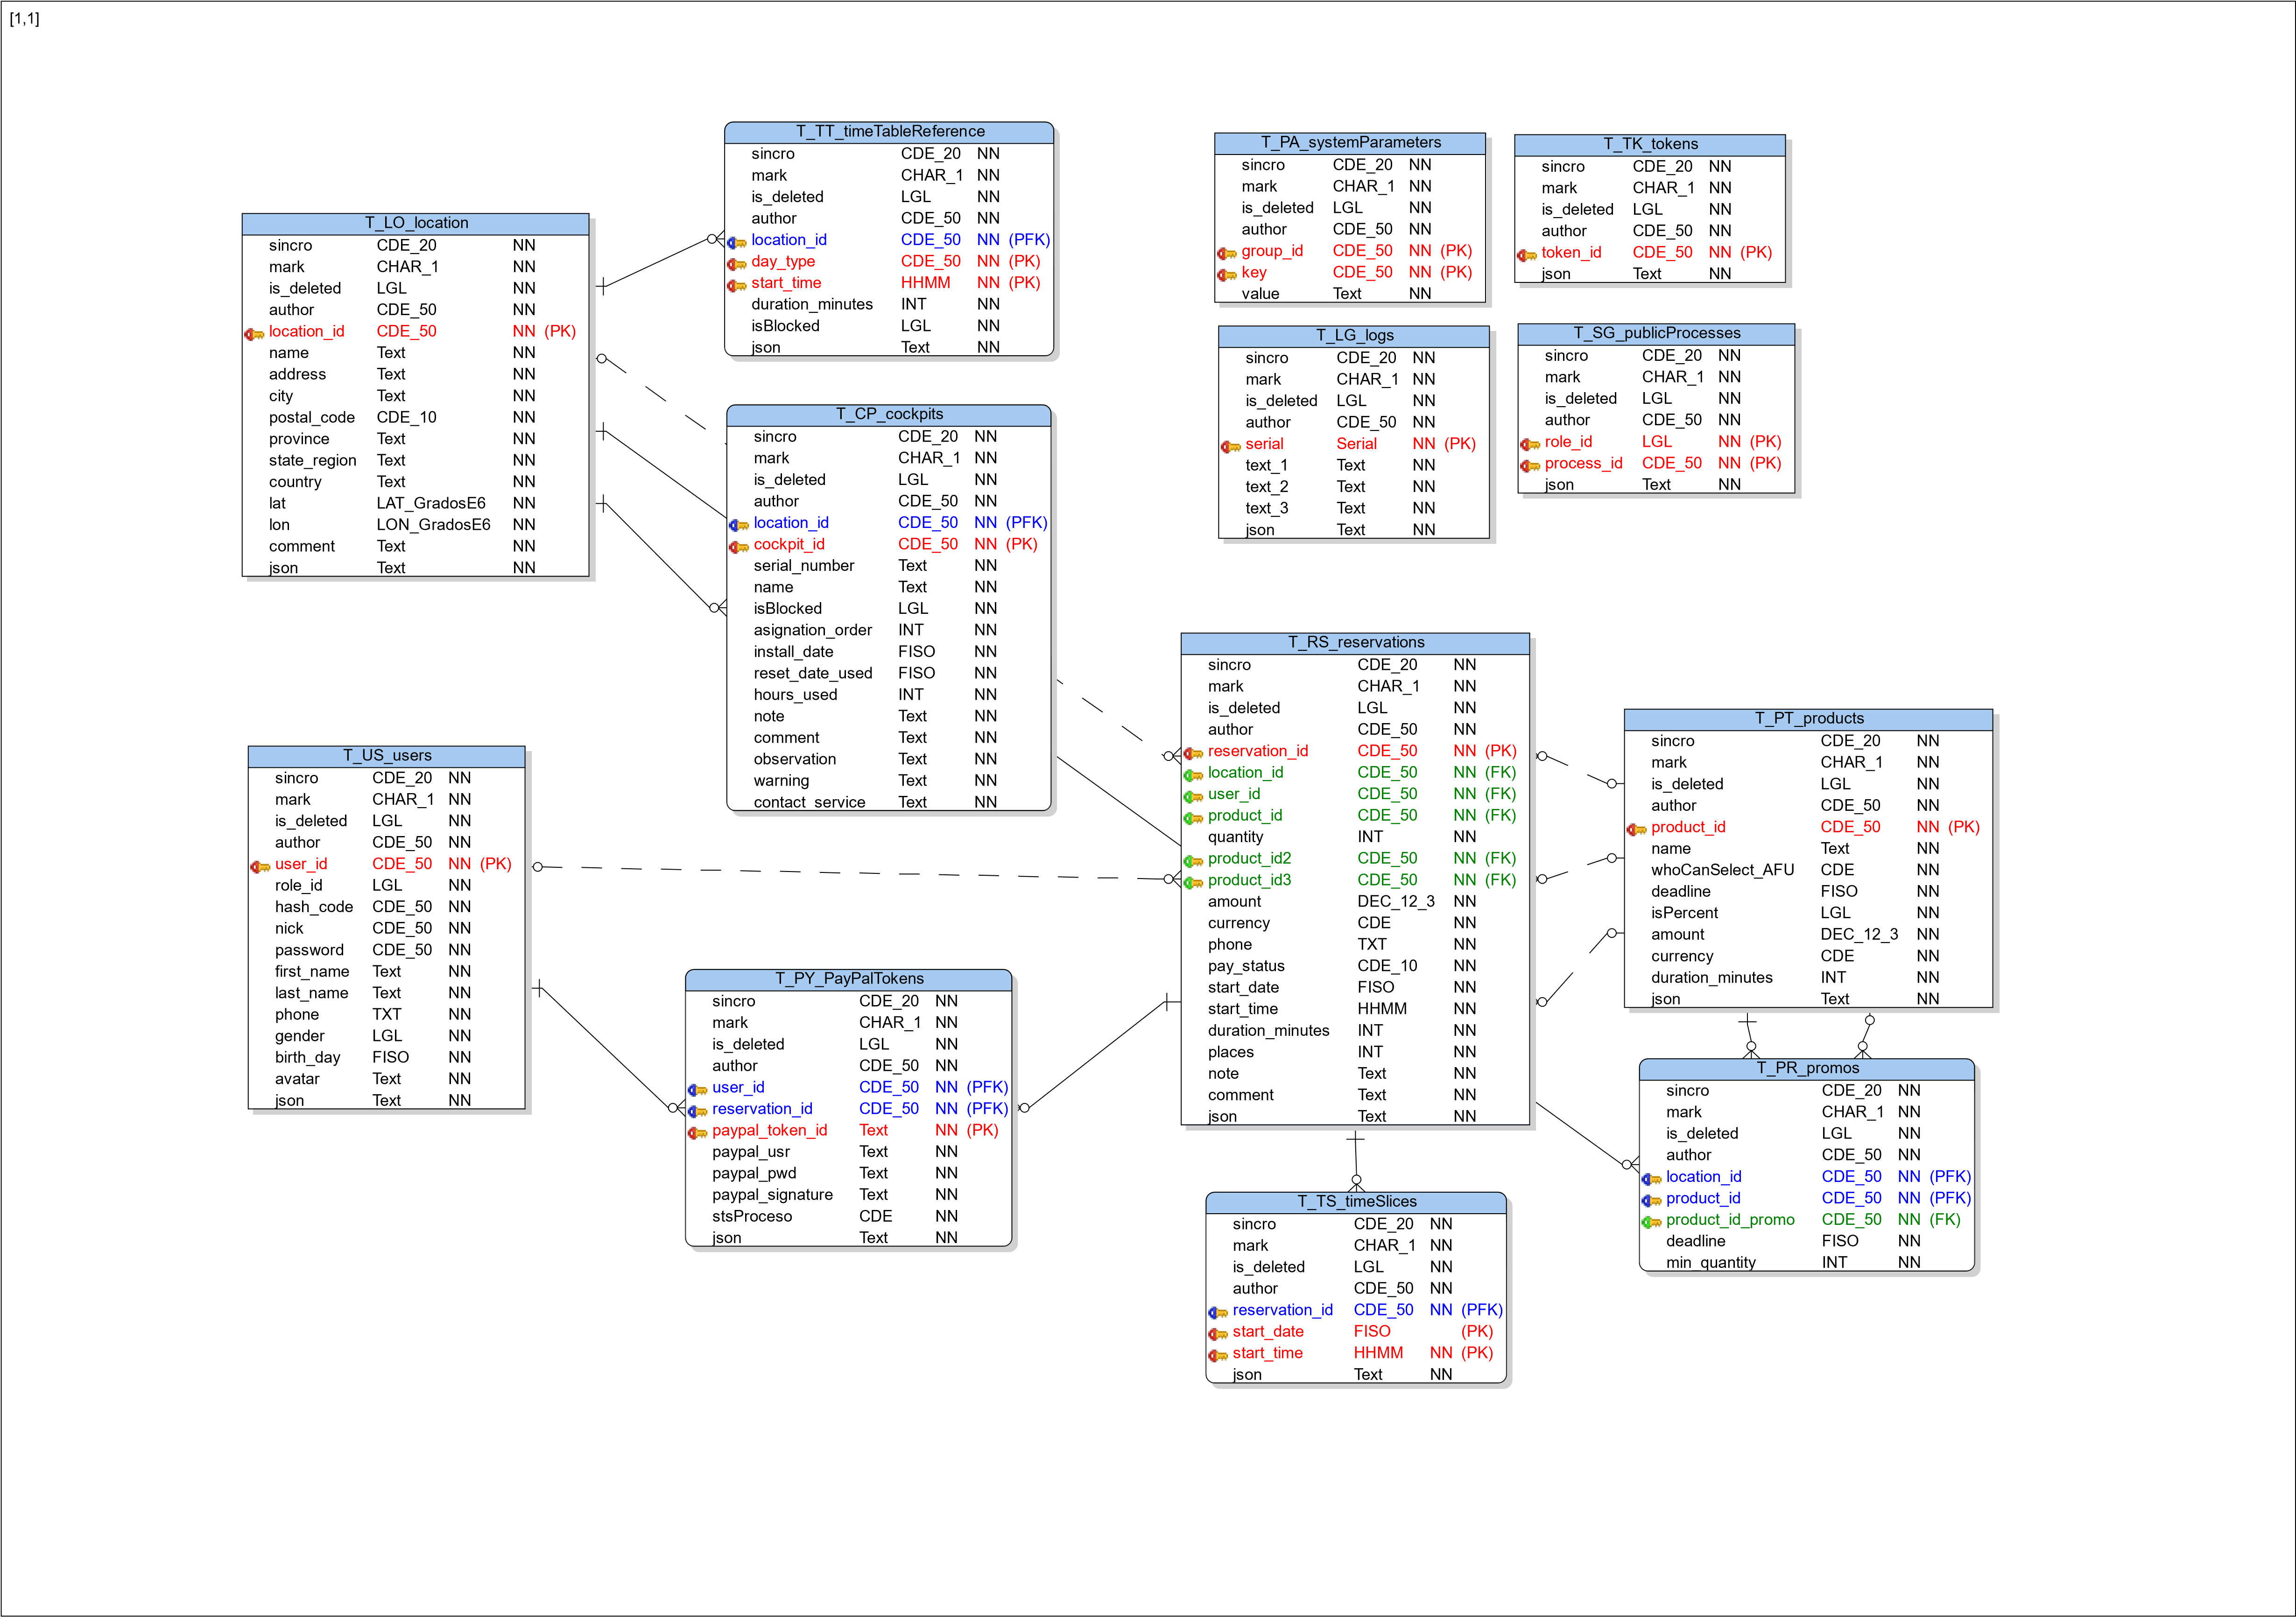 [1,1]
T_TT_timeTableReference
sincro CDE_20 NN
mark CHAR_1 NN
is_deleted LGL NN
author CDE_50 NN
location_id CDE_50 NN (PFK)
day_type CDE_50 NN (PK)
start_time HHMM NN (PK)
duration_minutes INT NN
isBlocked LGL NN
json Text NN
T_PA_systemParameters
sincro CDE_20 NN
mark CHAR_1 NN
is_deleted LGL NN
author CDE_50 NN
group_id CDE_50 NN (PK)
key CDE_50 NN (PK)
value Text NN
T_TK_tokens
sincro CDE_20 NN
mark CHAR_1 NN
is_deleted LGL NN
author CDE_50 NN
token_id CDE_50 NN (PK)
json Text NN
T_LO_location
sincro CDE_20 NN
mark CHAR_1 NN
is_deleted LGL NN
author CDE_50 NN
location_id CDE_50 NN (PK)
name Text NN
address Text NN
city Text NN
postal_code CDE_10 NN
province Text NN
state_region Text NN
country Text NN
lat LAT_GradosE6 NN
lon LON_GradosE6 NN
comment Text NN
json Text NN
T_LG_logs
sincro CDE_20 NN
mark CHAR_1 NN
is_deleted LGL NN
author CDE_50 NN
serial Serial NN (PK)
text_1 Text NN
text_2 Text NN
text_3 Text NN
json Text NN
T_SG_publicProcesses
sincro CDE_20 NN
mark CHAR_1 NN
is_deleted LGL NN
author CDE_50 NN
role_id LGL NN (PK)
process_id CDE_50 NN (PK)
json Text NN
T_CP_cockpits
sincro CDE_20 NN
mark CHAR_1 NN
is_deleted LGL NN
author CDE_50 NN
location_id CDE_50 NN (PFK)
cockpit_id CDE_50 NN (PK)
serial_number Text NN
name Text NN
isBlocked LGL NN
asignation_order INT NN
install_date FISO NN
reset_date_used FISO NN
hours_used INT NN
note Text NN
comment Text NN
observation Text NN
warning Text NN
contact_service Text NN
T_RS_reservations
sincro CDE_20 NN
mark CHAR_1 NN
is_deleted LGL NN
author CDE_50 NN
reservation_id CDE_50 NN (PK)
location_id CDE_50 NN (FK)
user_id CDE_50 NN (FK)
product_id CDE_50 NN (FK)
quantity INT NN
product_id2 CDE_50 NN (FK)
product_id3 CDE_50 NN (FK)
amount DEC_12_3 NN
currency CDE NN
phone TXT NN
pay_status CDE_10 NN
start_date FISO NN
start_time HHMM NN
duration_minutes INT NN
places INT NN
note Text NN
comment Text NN
json Text NN
T_PT_products
sincro CDE_20 NN
mark CHAR_1 NN
is_deleted LGL NN
author CDE_50 NN
product_id CDE_50 NN (PK)
name Text NN
whoCanSelect_AFU CDE NN
deadline FISO NN
isPercent LGL NN
amount DEC_12_3 NN
currency CDE NN
duration_minutes INT NN
json Text NN
T_US_users
sincro CDE_20 NN
mark CHAR_1 NN
is_deleted LGL NN
author CDE_50 NN
user_id CDE_50 NN (PK)
role_id LGL NN
hash_code CDE_50 NN
nick CDE_50 NN
password CDE_50 NN
first_name Text NN
last_name Text NN
phone TXT NN
gender LGL NN
birth_day FISO NN
avatar Text NN
json Text NN
T_PY_PayPalTokens
sincro CDE_20 NN
mark CHAR_1 NN
is_deleted LGL NN
author CDE_50 NN
user_id CDE_50 NN (PFK)
reservation_id CDE_50 NN (PFK)
paypal_token_id Text NN (PK)
paypal_usr Text NN
paypal_pwd Text NN
paypal_signature Text NN
stsProceso CDE NN
json Text NN
T_PR_promos
sincro CDE_20 NN
mark CHAR_1 NN
is_deleted LGL NN
author CDE_50 NN
location_id CDE_50 NN (PFK)
product_id CDE_50 NN (PFK)
product_id_promo CDE_50 NN (FK)
deadline FISO NN
min_quantity INT NN
T_TS_timeSlices
sincro CDE_20 NN
mark CHAR_1 NN
is_deleted LGL NN
author CDE_50 NN
reservation_id CDE_50 NN (PFK)
start_date FISO (PK)
start_time HHMM NN (PK)
json Text NN